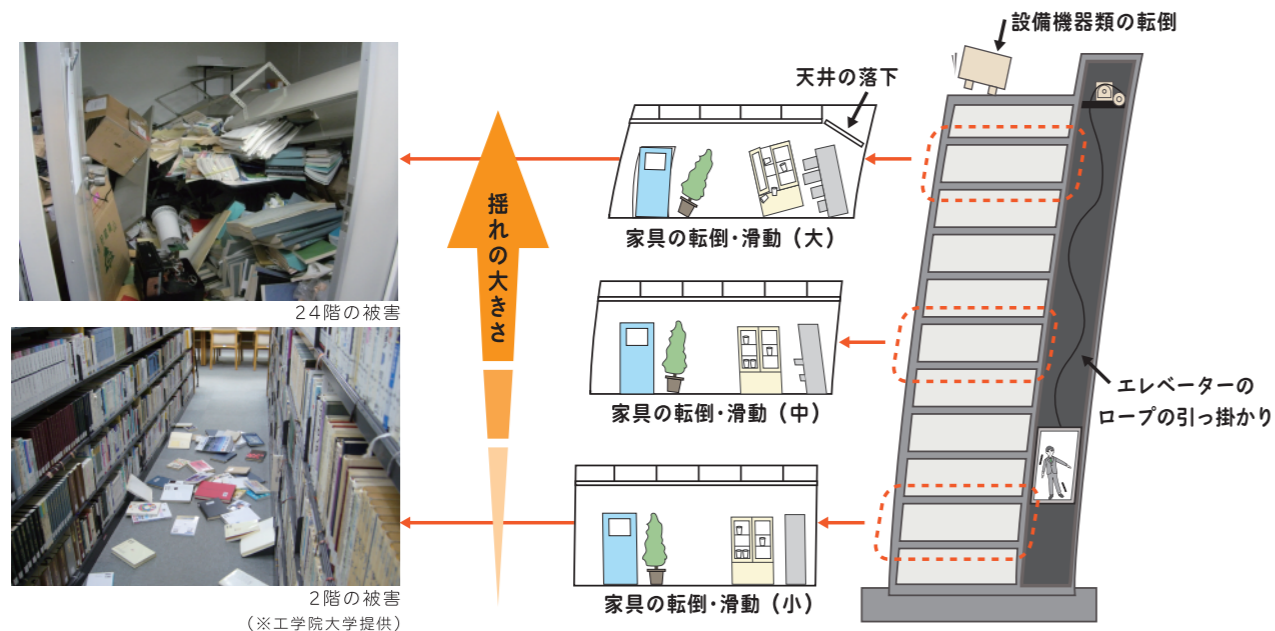 設備機器類の転倒
天井の落下
揺れの大きさ
家具の転倒・滑動（大）
24階の被害
家具の転倒・滑動（中）
エレベーターの
ロープの引っ掛かり
家具の転倒・滑動（小）
2階の被害
（※工学院大学提供）